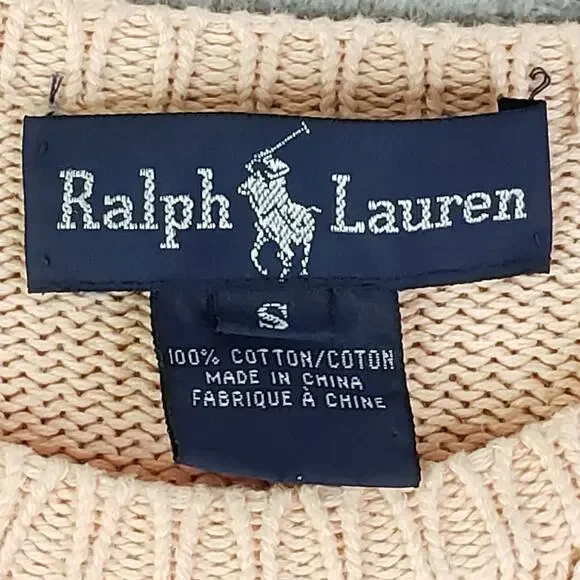 Ralph Lauren
S
100% COTTON/COTON
MADE IN CHINA
FABRIQUE À CHINE